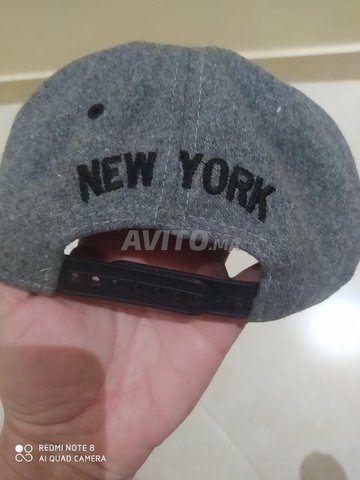 NEW YORK
AVITO.MA
REDMI NOTE 8
AI QUAD CAMERA